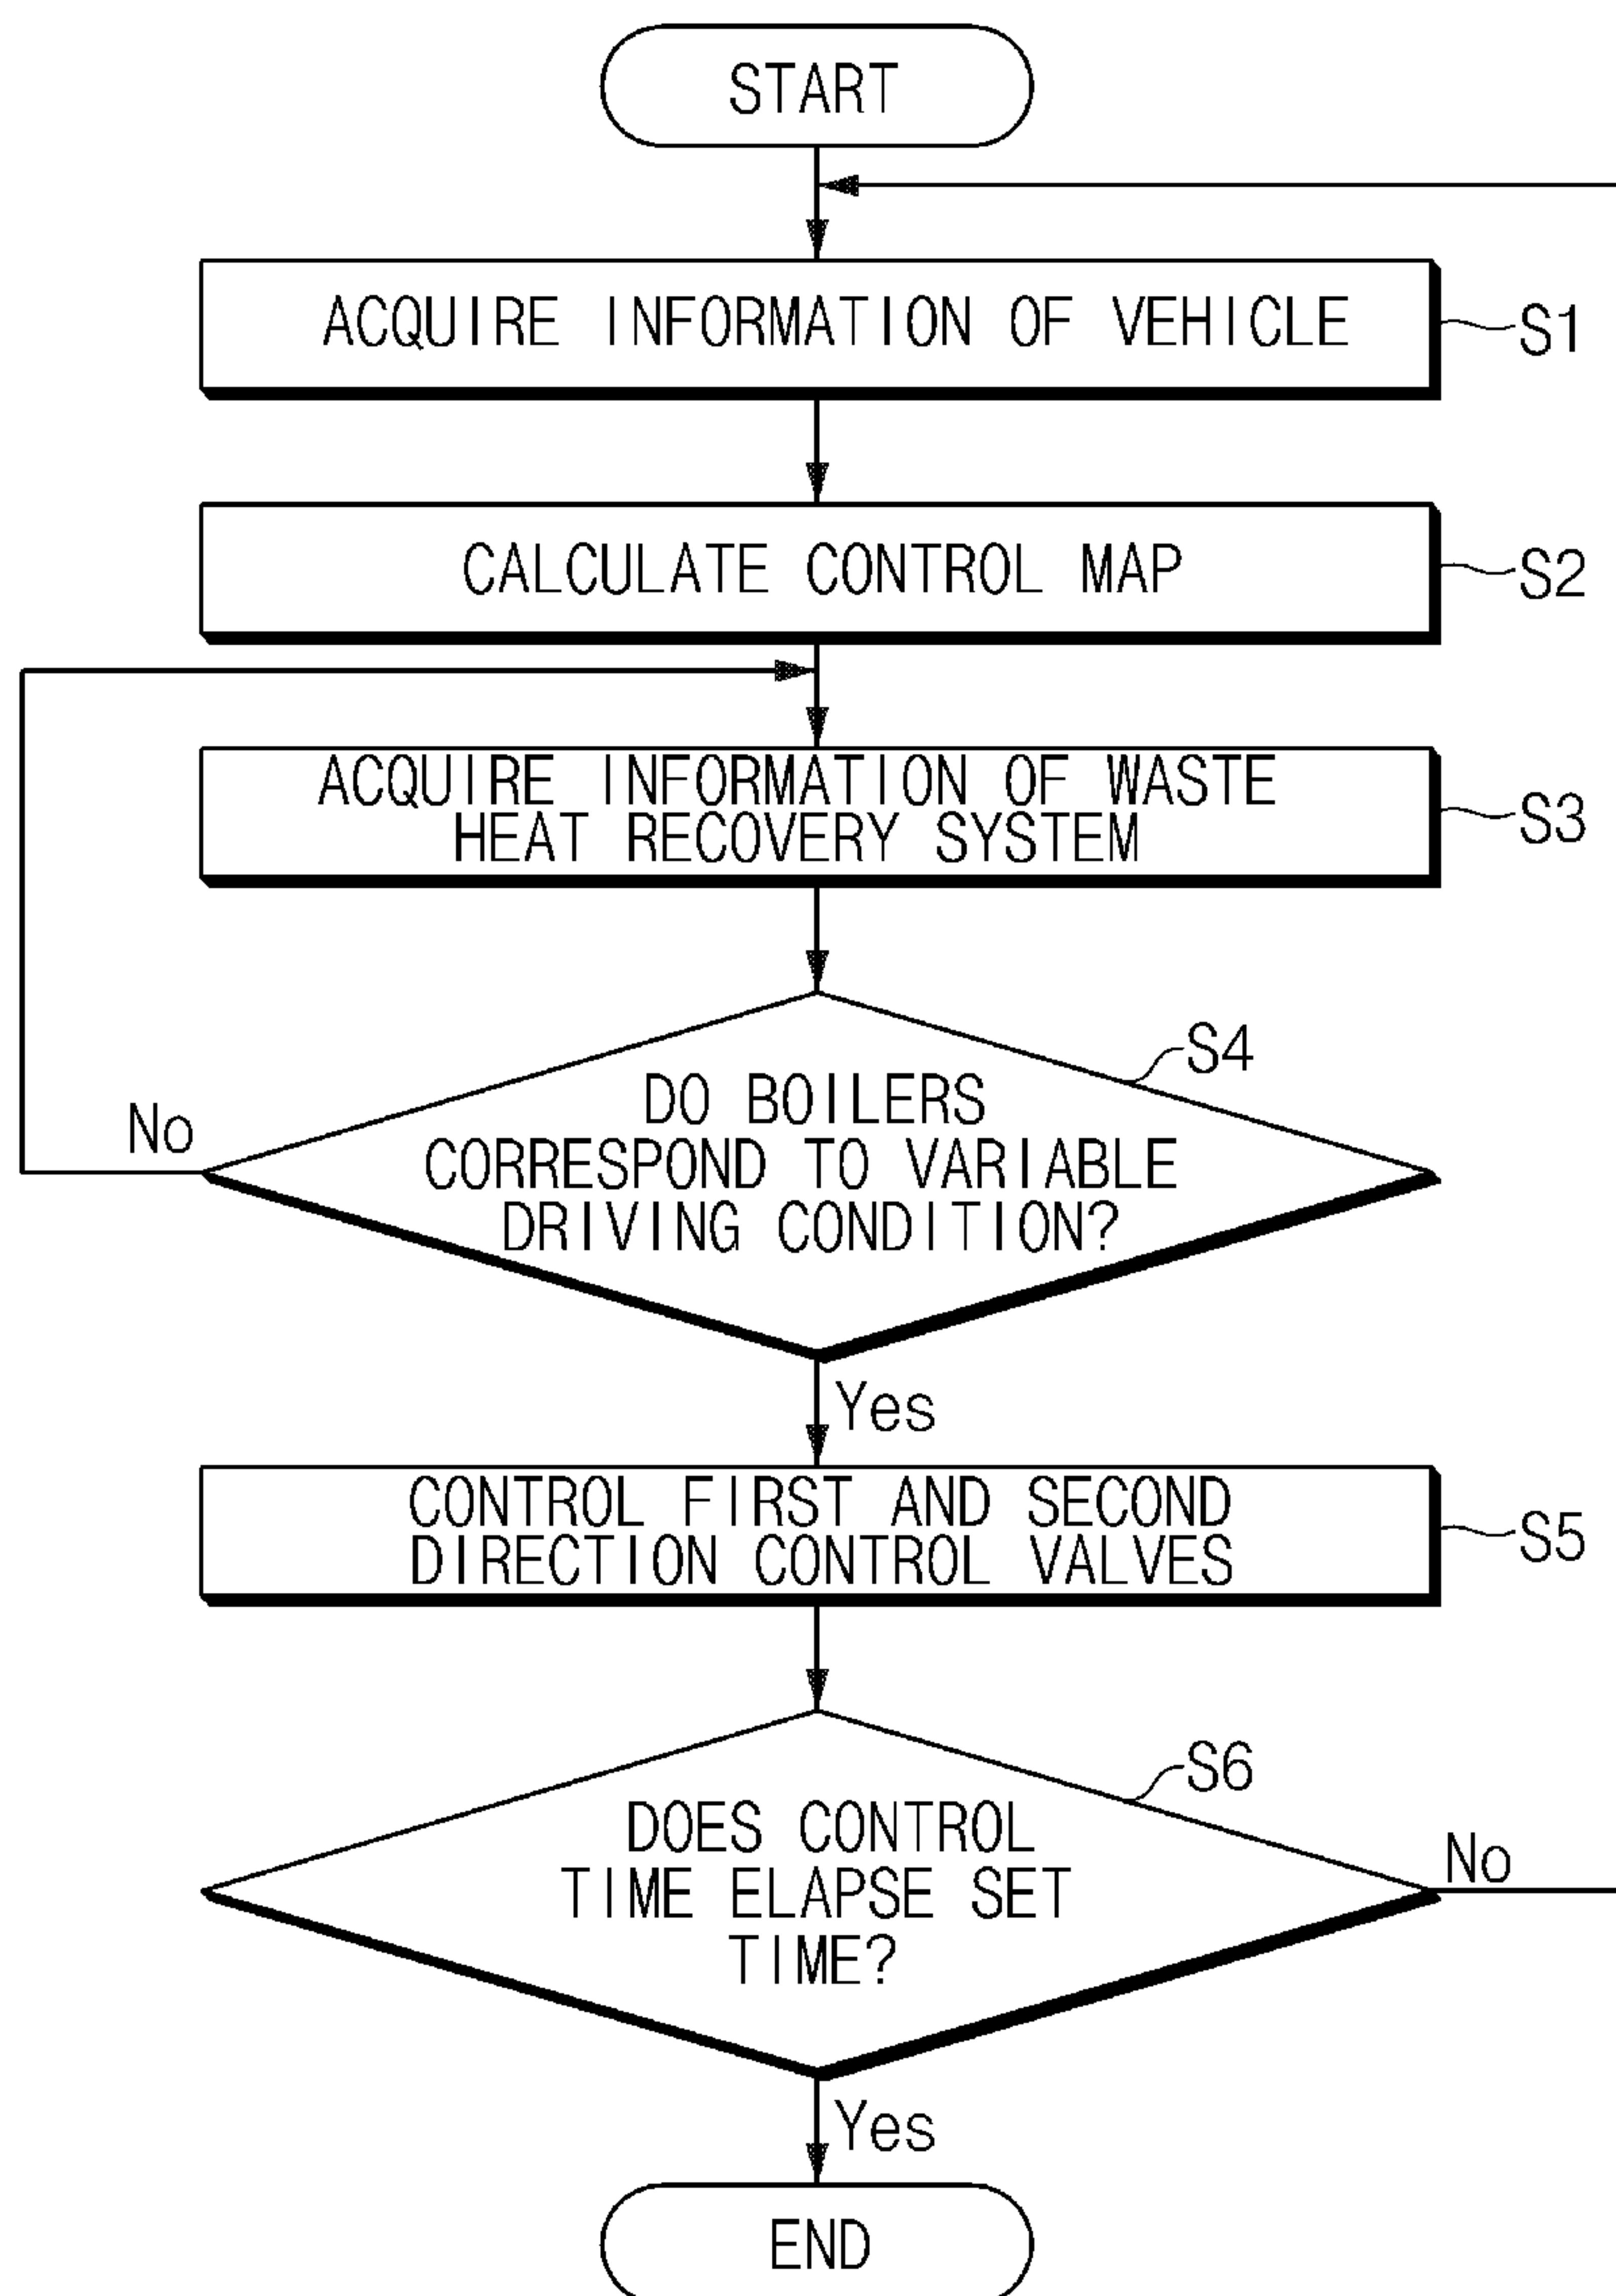 START
ACQUIRE INFORMATION OF VEHICLE
S1
CALCULATE CONTROL MAP
S2
ACQUIRE INFORMATION OF WASTE
HEAT RECOVERY SYSTEM
S3
S4
DO BOILERS
CORRESPOND TO VARIABLE
DRIVING CONDITION?
No
Yes
CONTROL FIRST AND SECOND
DIRECTION CONTROL VALVES
S5
S6
DOES CONTROL
TIME ELAPSE SET
TIME?
No
Yes
END